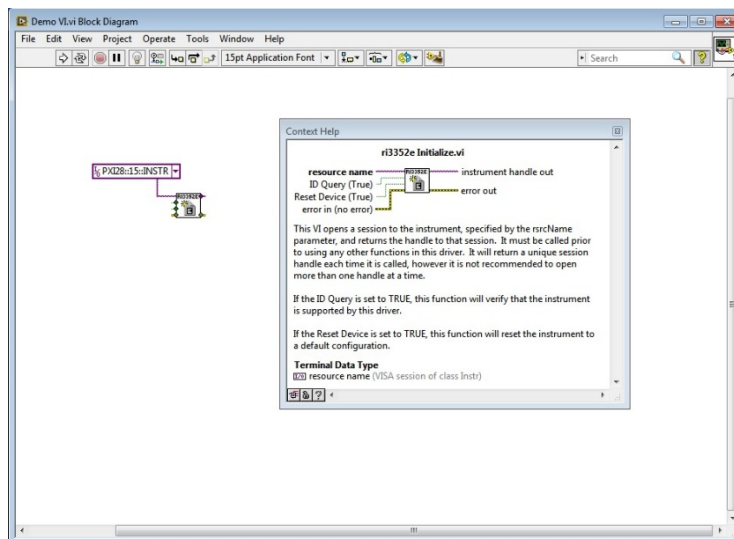 Demo VI.vi Block Diagram
File Edit View Project Operate Tools Window Help
15pt Application Font
Search
PXI28::15::INSTR
Context Help
ri3352e Initialize.vi
resource name
instrument handle out
ID Query (True)
error out
Reset Device (True)
error in (no error)
This VI opens a session to the instrument, specified by the rsrcName
parameter, and returns the handle to that session. It must be called prior
to using any other functions in this driver. It will return a unique session
handle each time it is called, however it is not recommended to open
more than one handle at a time.
If the ID Query is set to TRUE, this function will verify that the instrument
is supported by this driver.
If the Reset Device is set to TRUE, this function will reset the instrument to
a default configuration.
Terminal Data Type
resource name (VISA session of class Instr)